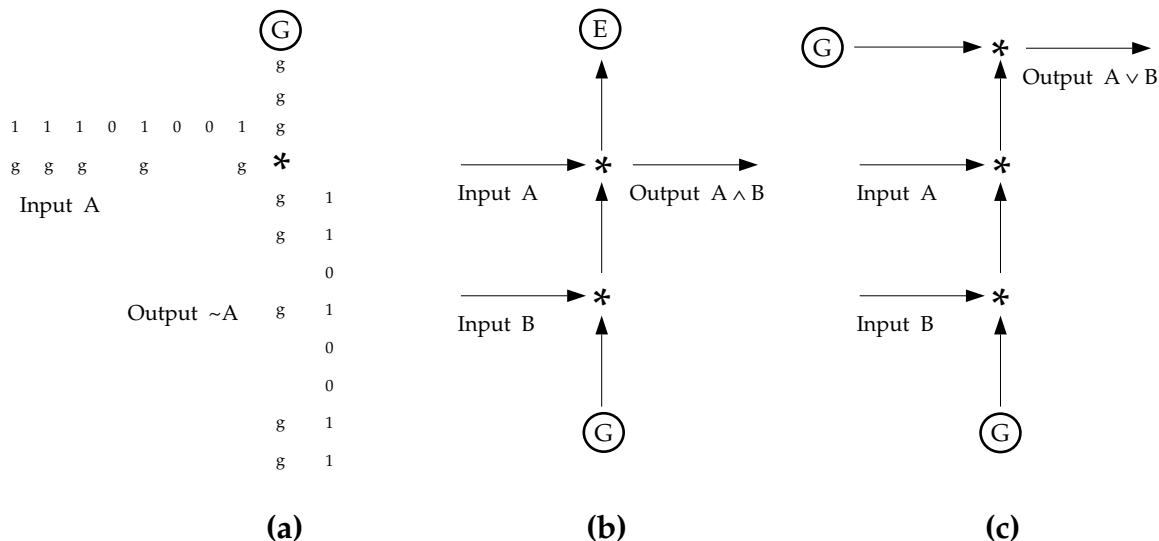 G
g
g
1 1 1 0 1 0 0 1 g
g g g g g *
Input A
g 1
g 1
0
Output ~A g 1
0
0
g 1
g 1
(a)
E
*
Input A Output A ∧ B
*
Input B
G
(b)
G *
Output A ∨ B
*
Input A
*
Input B
G
(c)